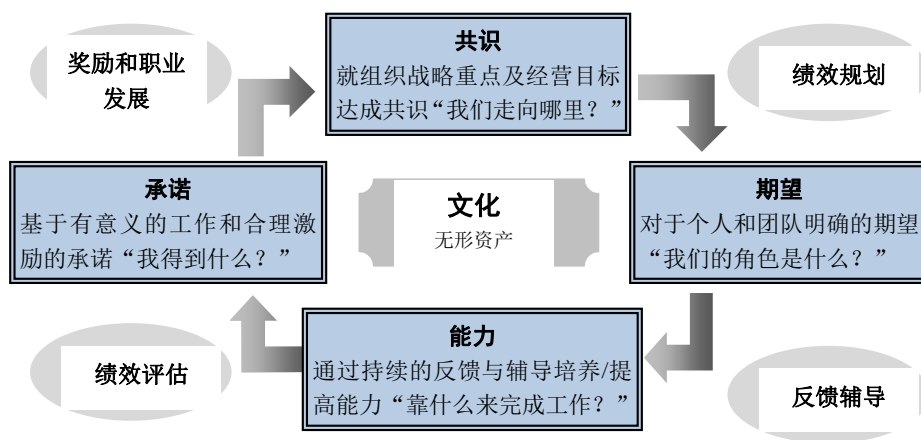 共识
就组织战略重点及经营目标
达成共识“我们走向哪里？”
奖励和职业
发展
绩效规划
承诺
基于有意义的工作和合理激
励的承诺“我得到什么？”
文化
无形资产
期望
对于个人和团队明确的期望
“我们的角色是什么？”
能力
通过持续的反馈与辅导培养/提
高能力“靠什么来完成工作？”
绩效评估
反馈辅导